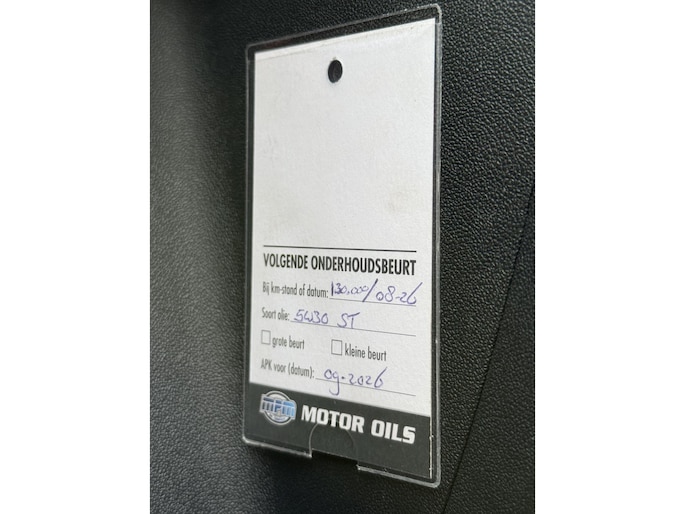 VOLGENDE ONDERHOUDSBEURT
Bij km-stand of datum: 130.000/08-26
Soort olie: 5W30 ST
grote beurt kleine beurt
APK voor (datum): 09-2026
MPM MOTOR OILS